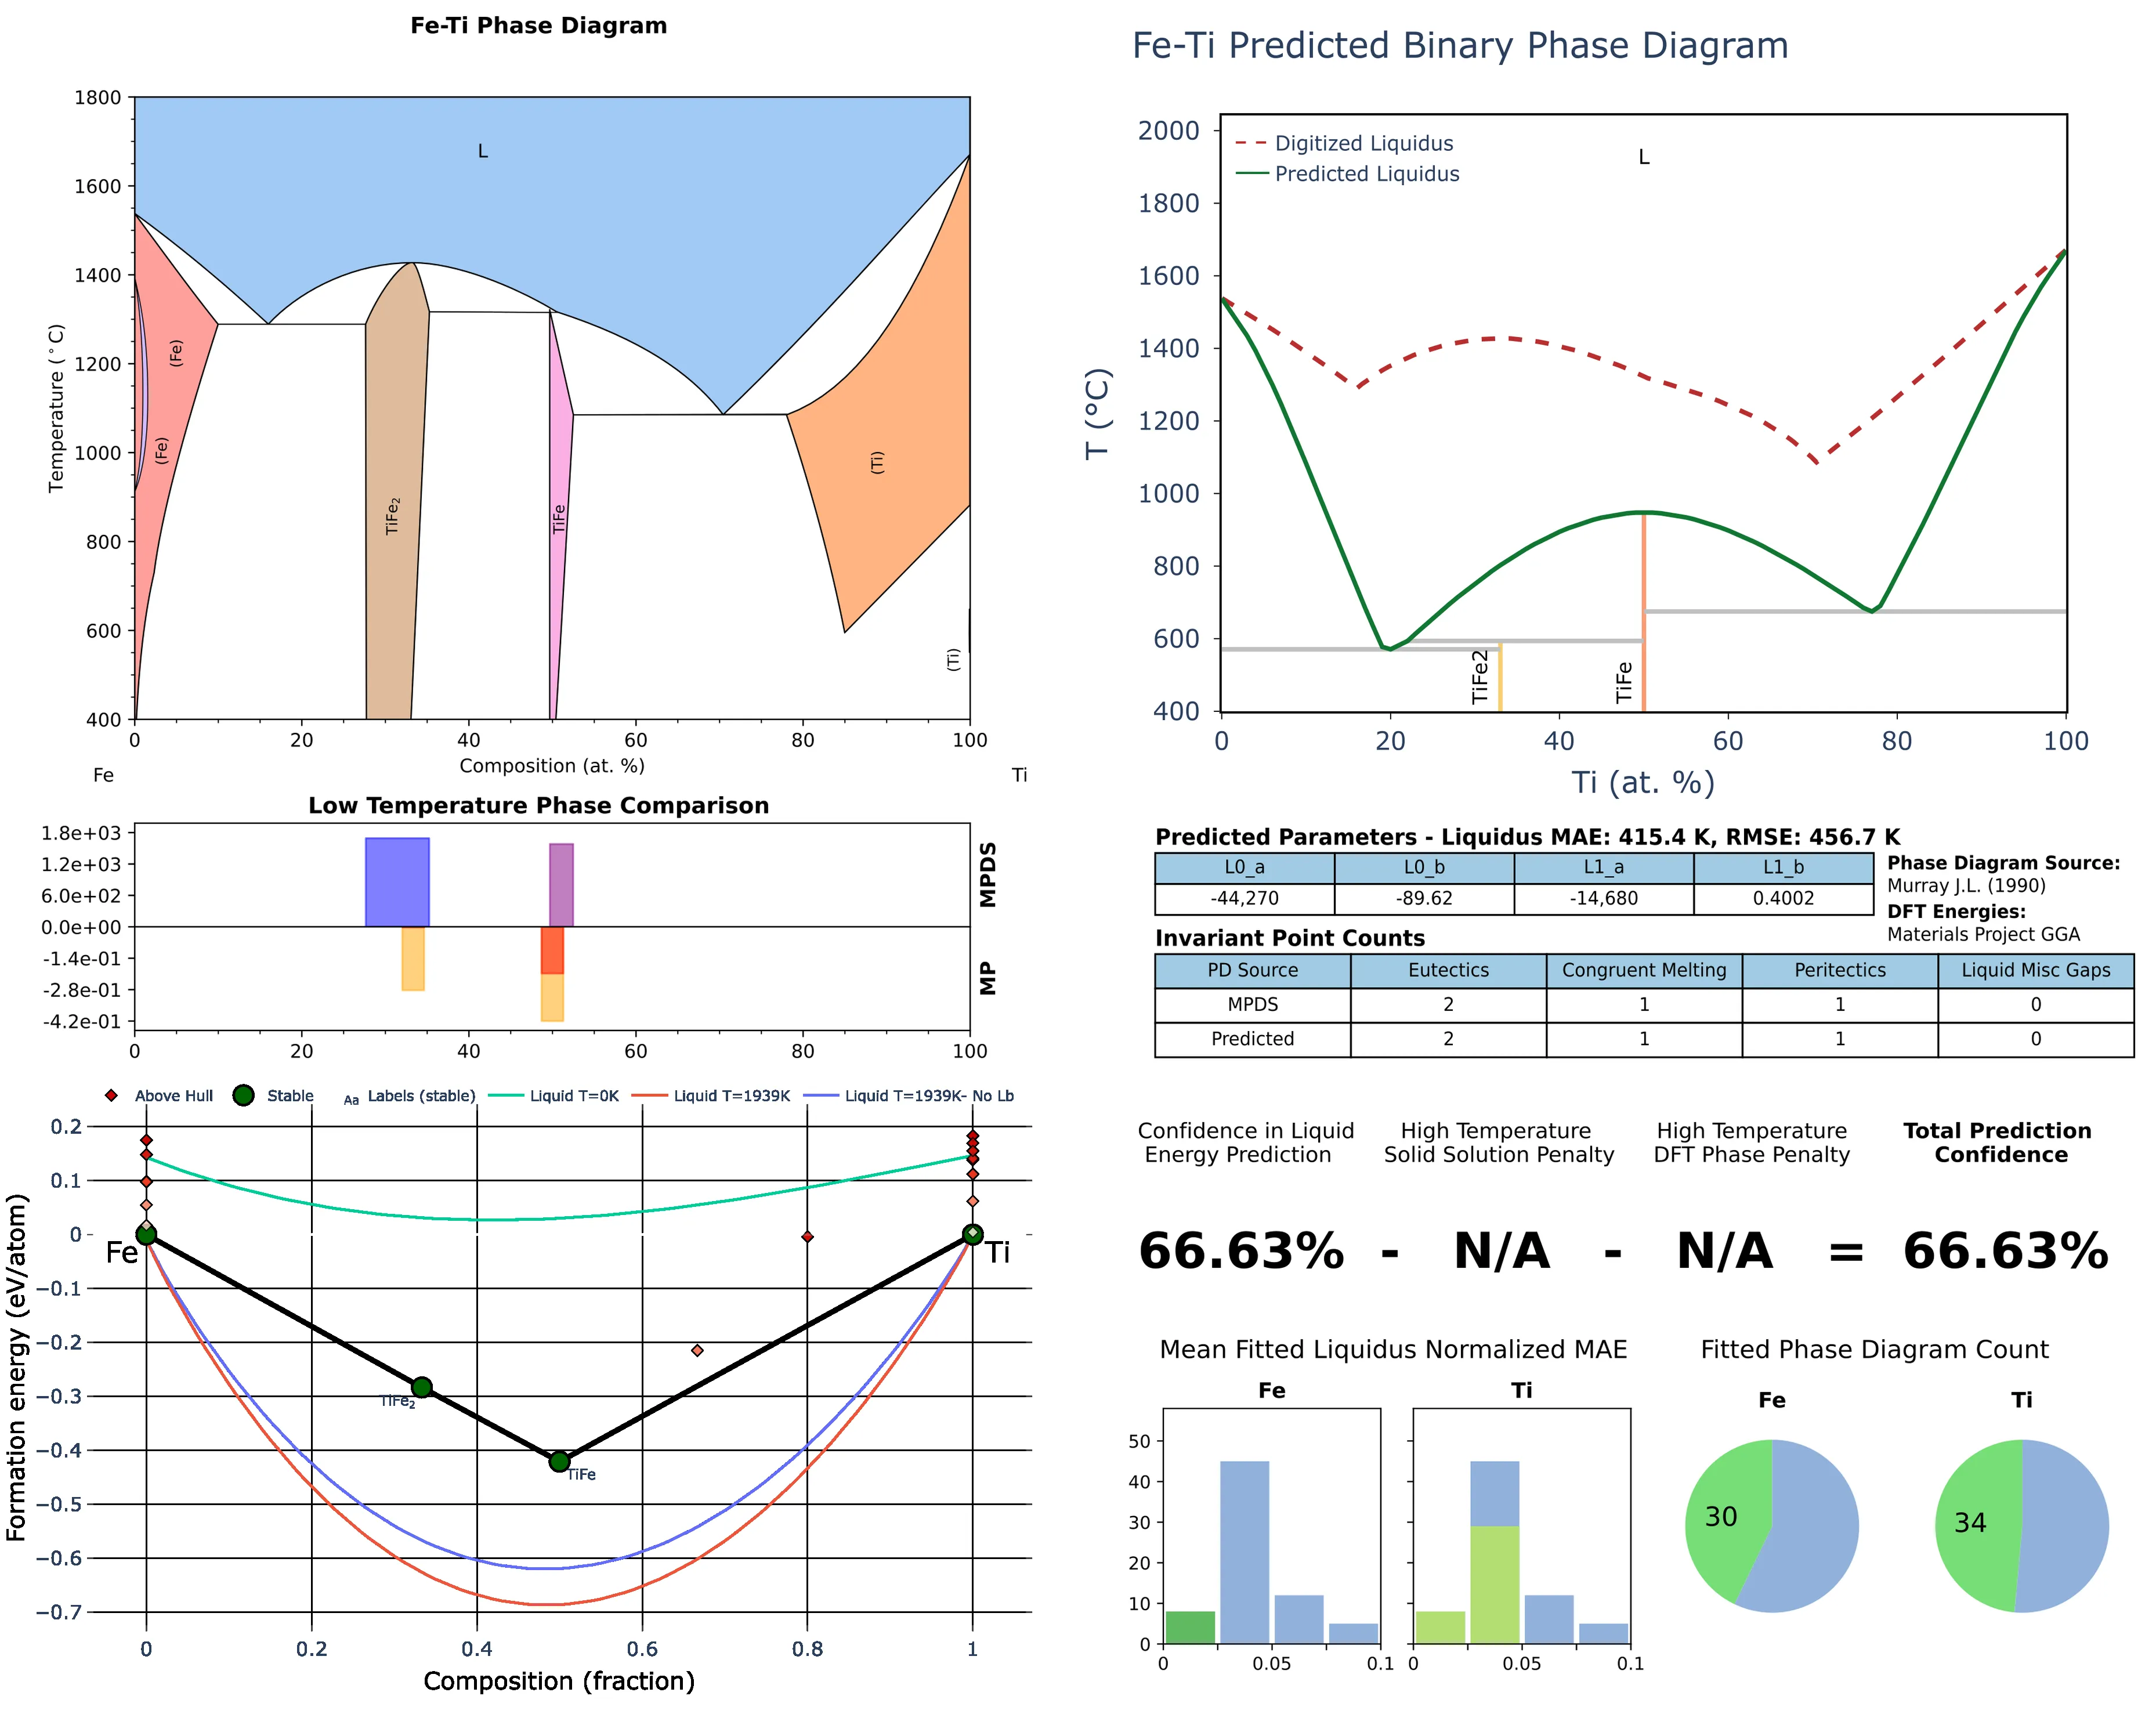 Fe-Ti Phase Diagram
1800
1600
1400
1200
1000
800
600
400
Temperature (°C)
L
(Fe)
(Fe)
TiFe2
TiFe
(Ti)
(Ti)
0 20 40 60 80 100
Composition (at. %)
Fe Ti
Fe-Ti Predicted Binary Phase Diagram
Digitized Liquidus
Predicted Liquidus
L
2000
1800
1600
1400
1200
1000
800
600
400
T (°C)
TiFe2
TiFe
0 20 40 60 80 100
Ti (at. %)
Low Temperature Phase Comparison
1.8e+03
1.2e+03
6.0e+02
0.0e+00
-1.4e-01
-2.8e-01
-4.2e-01
MPDS
MP
0 20 40 60 80 100
Predicted Parameters - Liquidus MAE: 415.4 K, RMSE: 456.7 K
L0_a L0_b L1_a L1_b
-44,270 -89.62 -14,680 0.4002
Phase Diagram Source:
Murray J.L. (1990)
DFT Energies:
Materials Project GGA
Invariant Point Counts
PD Source Eutectics Congruent Melting Peritectics Liquid Misc Gaps
MPDS 2 1 1 0
Predicted 2 1 1 0
Above Hull Stable Aa Labels (stable) Liquid T=0K Liquid T=1939K Liquid T=1939K- No Lb
0.2
0.1
0
−0.1
−0.2
−0.3
−0.4
−0.5
−0.6
−0.7
Formation energy (eV/atom)
Fe
Ti
TiFe2
TiFe
0 0.2 0.4 0.6 0.8 1
Composition (fraction)
Confidence in Liquid
Energy Prediction
High Temperature
Solid Solution Penalty
High Temperature
DFT Phase Penalty
Total Prediction
Confidence
66.63% - N/A - N/A = 66.63%
Mean Fitted Liquidus Normalized MAE
Fe Ti
50
40
30
20
10
0
0 0.05 0.1
0 0.05 0.1
Fitted Phase Diagram Count
Fe Ti
30 34